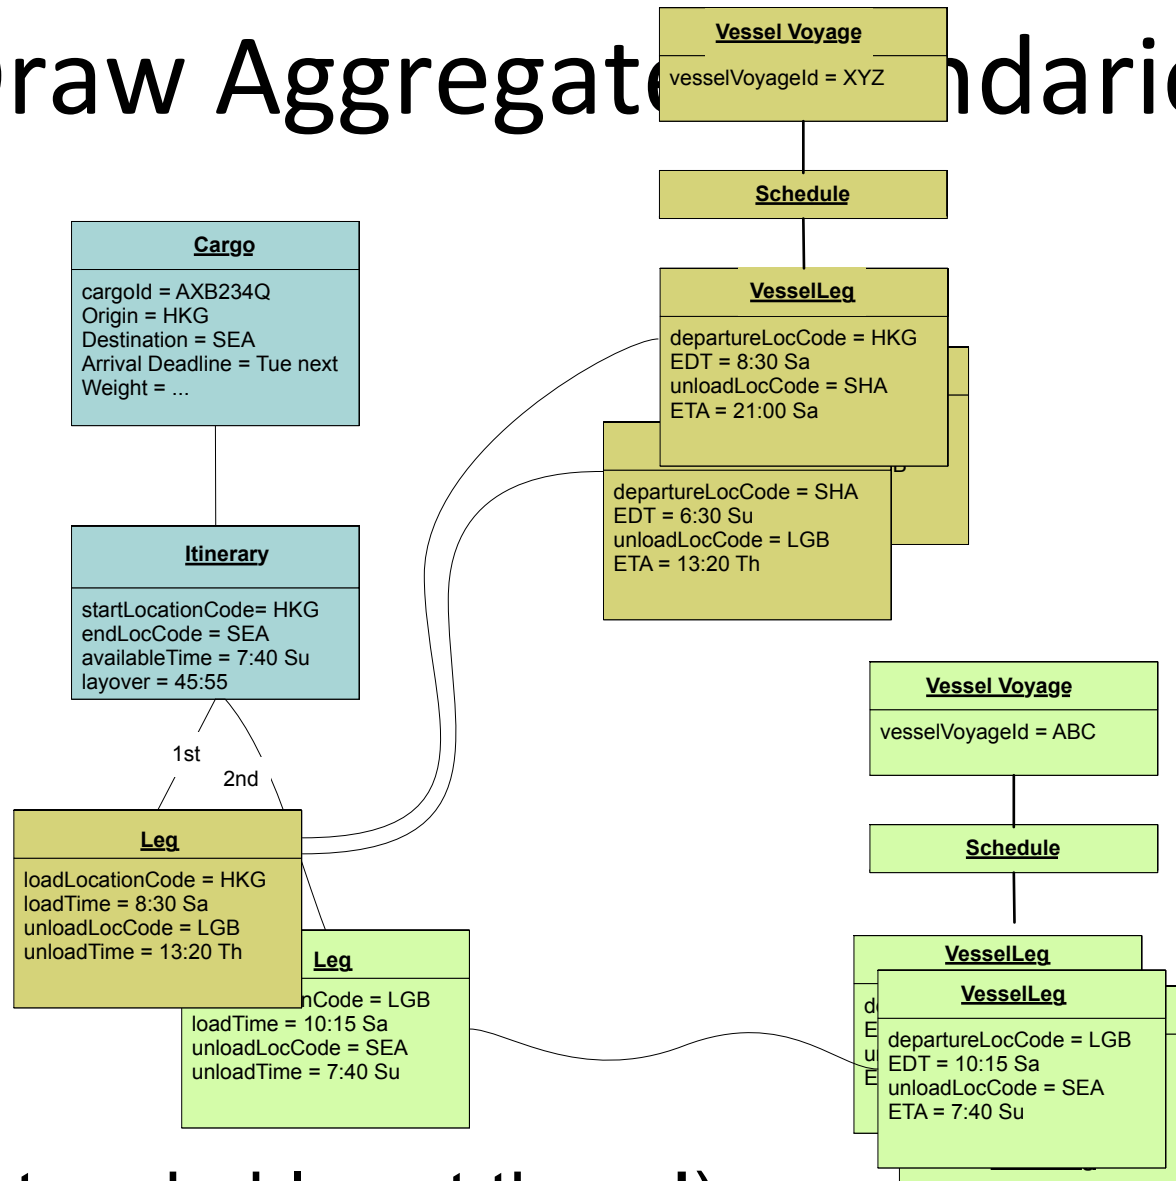 Vessel Voyage
raw Aggregate ndarie
vesselVoyageId = XYZ
Schedule
Cargo
cargoId = AXB234Q
Origin = HKG
Destination = SEA
Arrival Deadline = Tue next
Weight = ...
VesselLeg
departureLocCode = HKG
EDT = 8:30 Sa
unloadLocCode = SHA
ETA = 21:00 Sa
departureLocCode = SHA
EDT = 6:30 Su
unloadLocCode = LGB
ETA = 13:20 Th
Itinerary
startLocationCode= HKG
endLocCode = SEA
availableTime = 7:40 Su
layover = 45:55
1st
2nd
Vessel Voyage
vesselVoyageId = ABC
Schedule
Leg
loadLocationCode = HKG
loadTime = 8:30 Sa
unloadLocCode = LGB
unloadTime = 13:20 Th
Leg
nCode = LGB
loadTime = 10:15 Sa
unloadLocCode = SEA
unloadTime = 7:40 Su
VesselLeg
VesselLeg
departureLocCode = LGB
EDT = 10:15 Sa
unloadLocCode = SEA
ETA = 7:40 Su